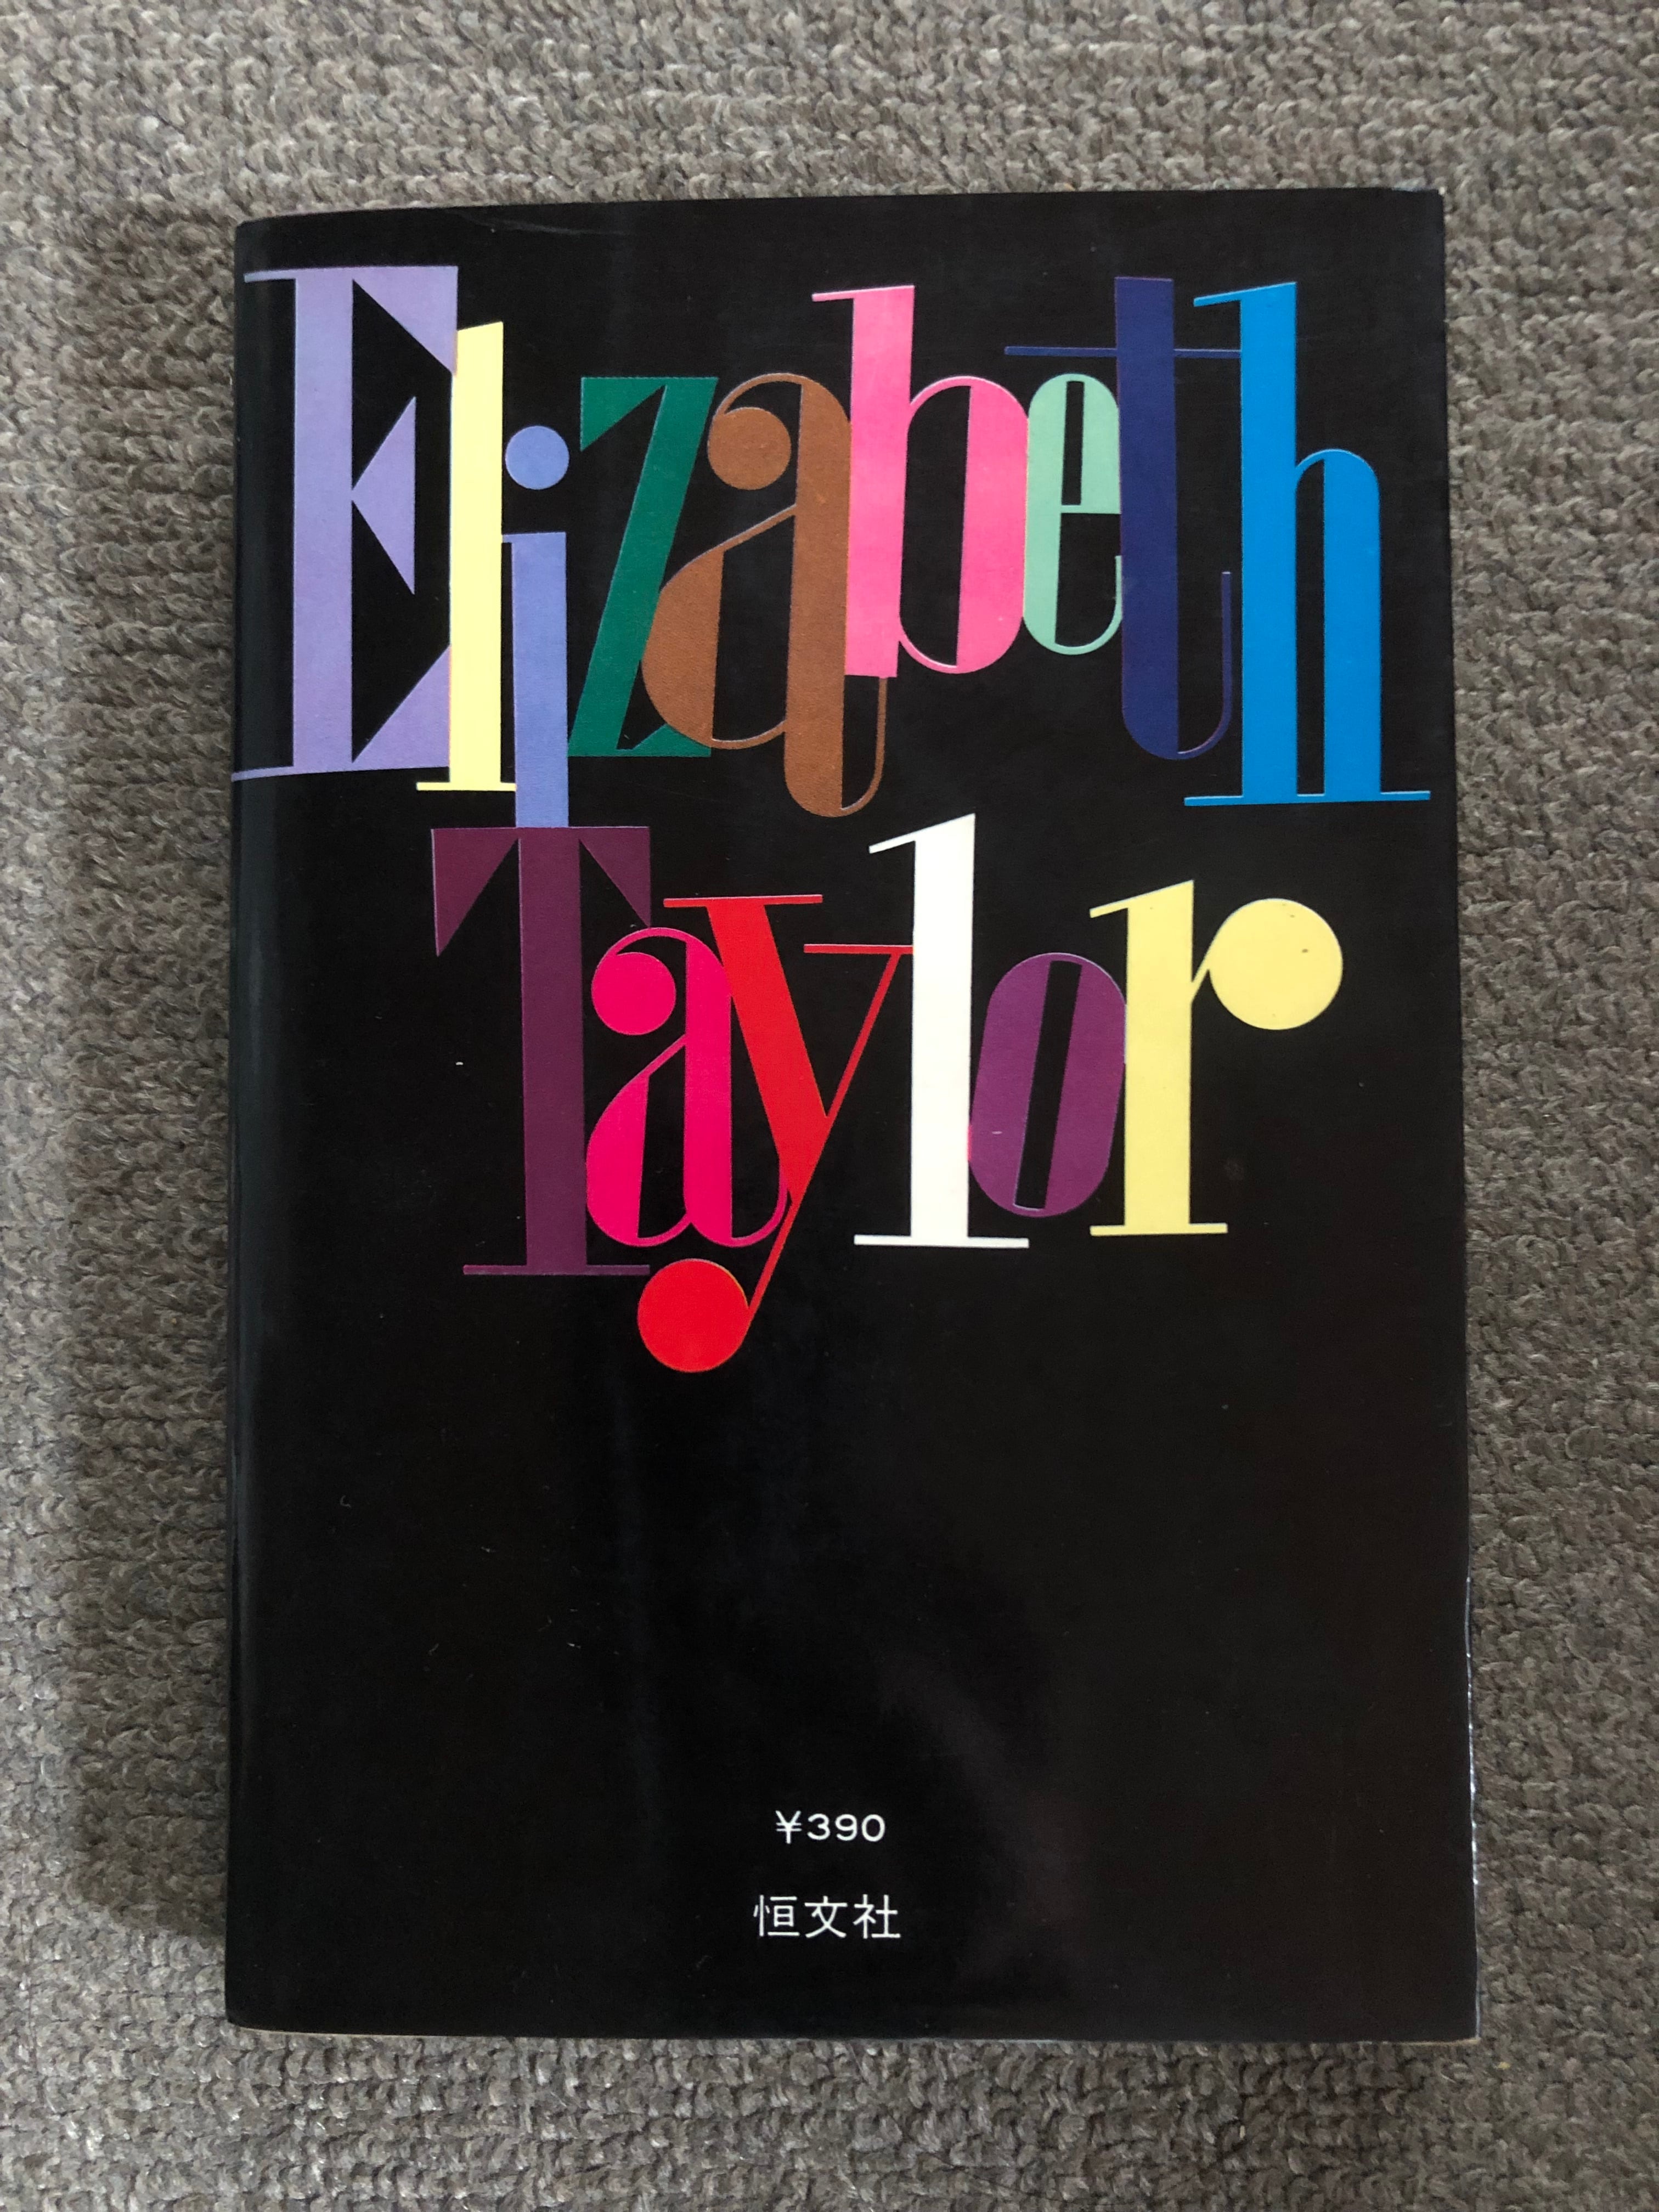 Elizabeth
Taylor
¥390
恒文社